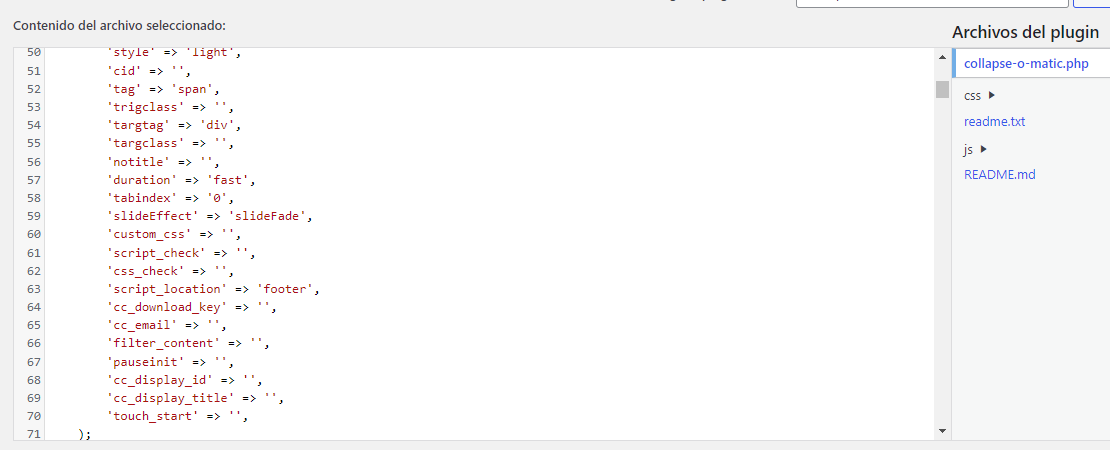 Contenido del archivo seleccionado:
50 'style' => 'light',
51 'cid' => '',
52 'tag' => 'span',
53 'trigclass' => '',
54 'targtag' => 'div',
55 'targclass' => '',
56 'notitle' => '',
57 'duration' => 'fast',
58 'tabindex' => '0',
59 'slideEffect' => 'slideFade',
60 'custom_css' => '',
61 'script_check' => '',
62 'css_check' => '',
63 'script_location' => 'footer',
64 'cc_download_key' => '',
65 'cc_email' => '',
66 'filter_content' => '',
67 'pauseinit' => '',
68 'cc_display_id' => '',
69 'cc_display_title' => '',
70 'touch_start' => '',
71 );
Archivos del plugin
collapse-o-matic.php
css
readme.txt
js
README.md